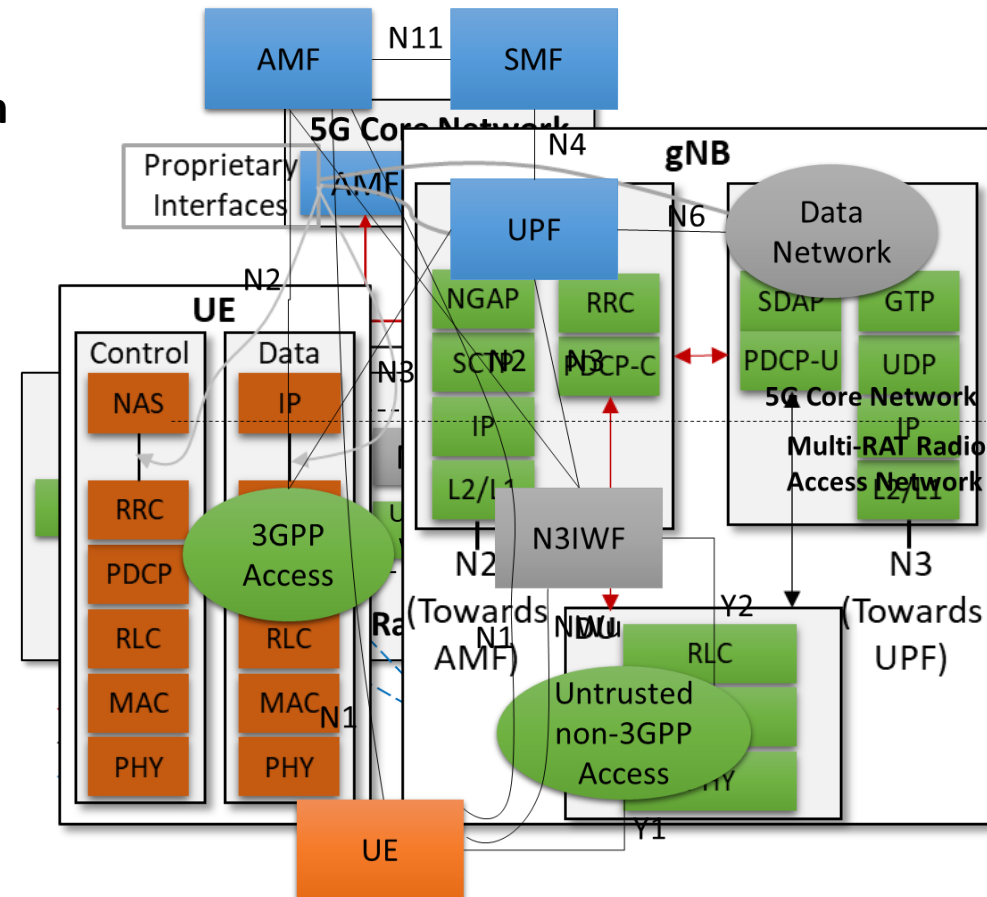 AMF
N11
SMF
5G Core Network
N4
gNB
Proprietary
Interfaces
AMF
UPF
N6
Data
Network
N2
UE
NGAP
RRC
SDAP
GTP
Control
Data
N3
SCTP
N2
N3
PDCP-C
PDCP-U
UDP
NAS
IP
5G Core Network
IP
IP
Multi-RAT Radio
Access Network
L2/L1
L2/L1
RRC
3GPP
Access
N3IWF
PDCP
N2
N3
(Towards
AMF)
(Towards
UPF)
Y2
N1
DU
RLC
RLC
RLC
Untrusted
non-3GPP
Access
MAC
MAC
N1
PHY
PHY
Y1
UE